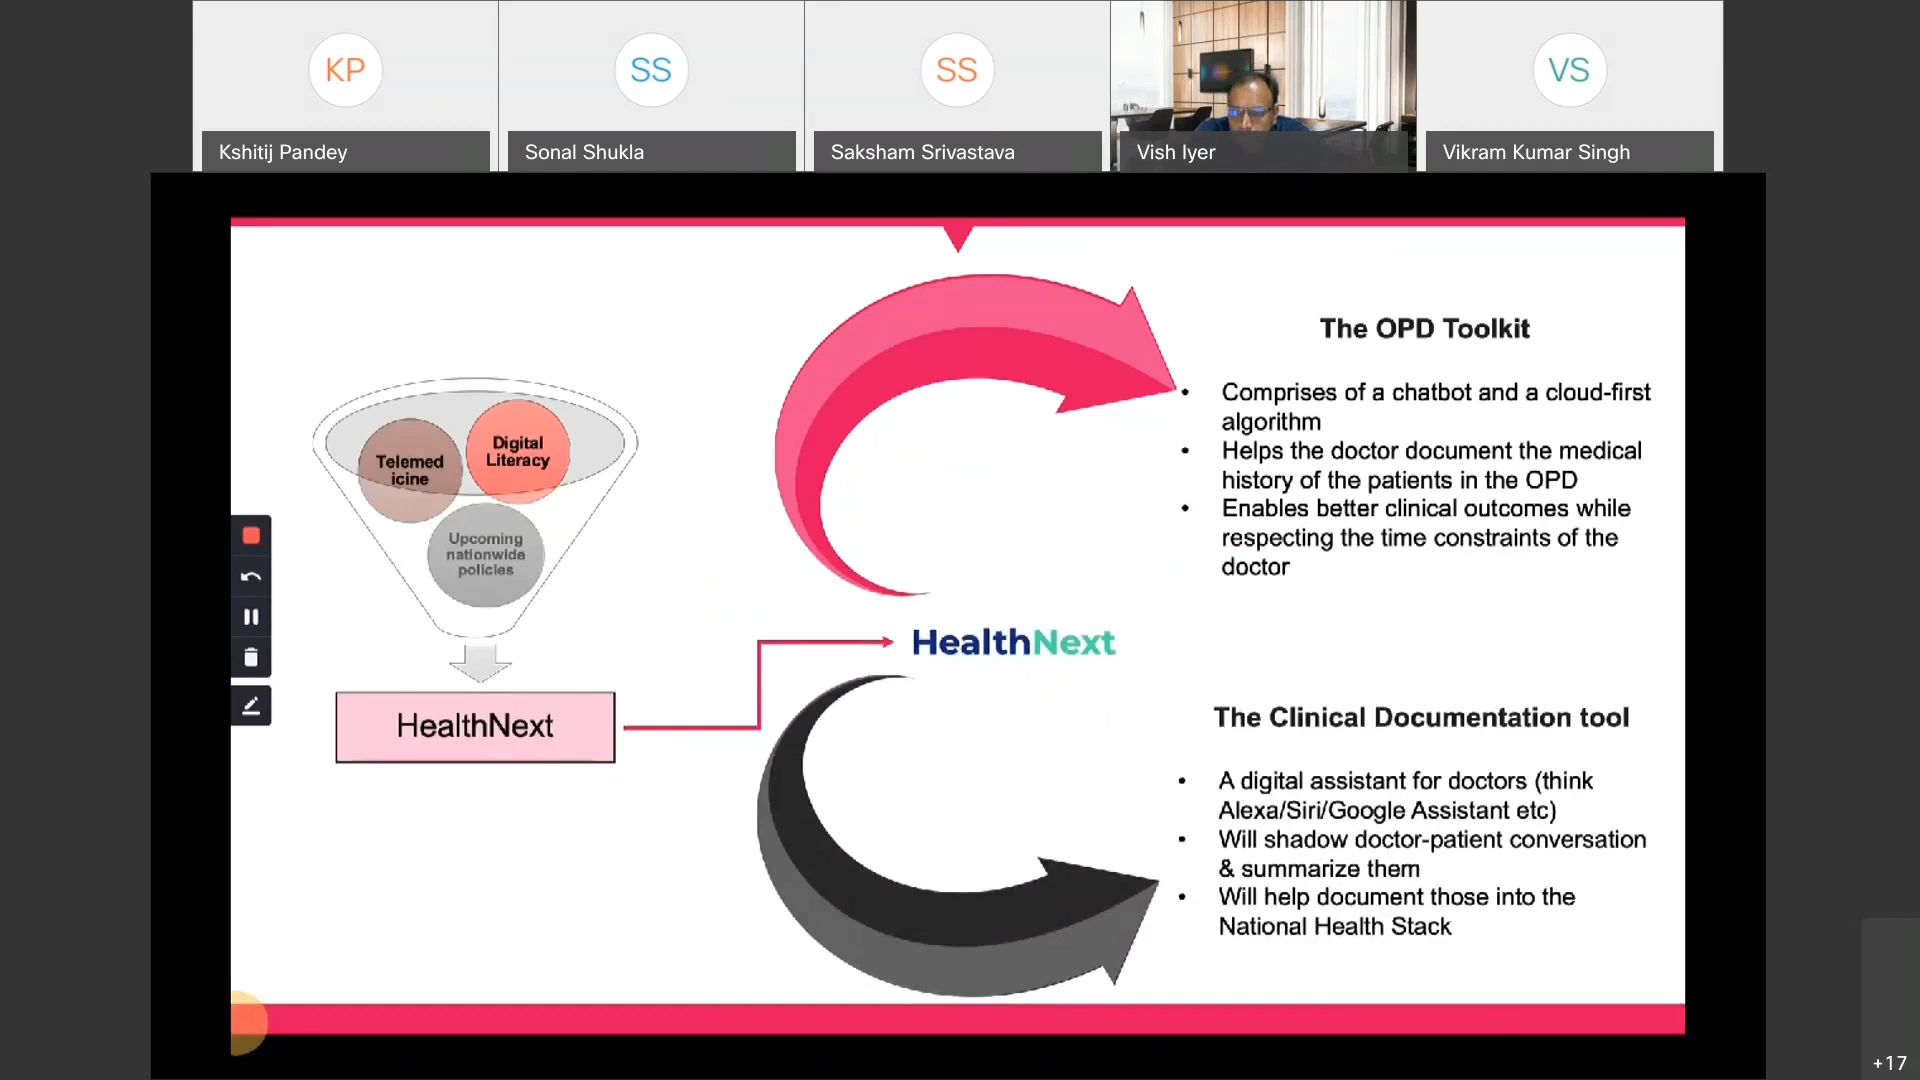 KP
SS
SS
VS
Kshitij Pandey
Sonal Shukla
Saksham Srivastava
Vish Iyer
Vikram Kumar Singh
Telemed
icine
Digital
Literacy
Upcoming
nationwide
policies
HealthNext
HealthNext
The OPD Toolkit
• Comprises of a chatbot and a cloud-first
algorithm
• Helps the doctor document the medical
history of the patients in the OPD
• Enables better clinical outcomes while
respecting the time constraints of the
doctor
The Clinical Documentation tool
• A digital assistant for doctors (think
Alexa/Siri/Google Assistant etc)
• Will shadow doctor-patient conversation
& summarize them
• Will help document those into the
National Health Stack
+17